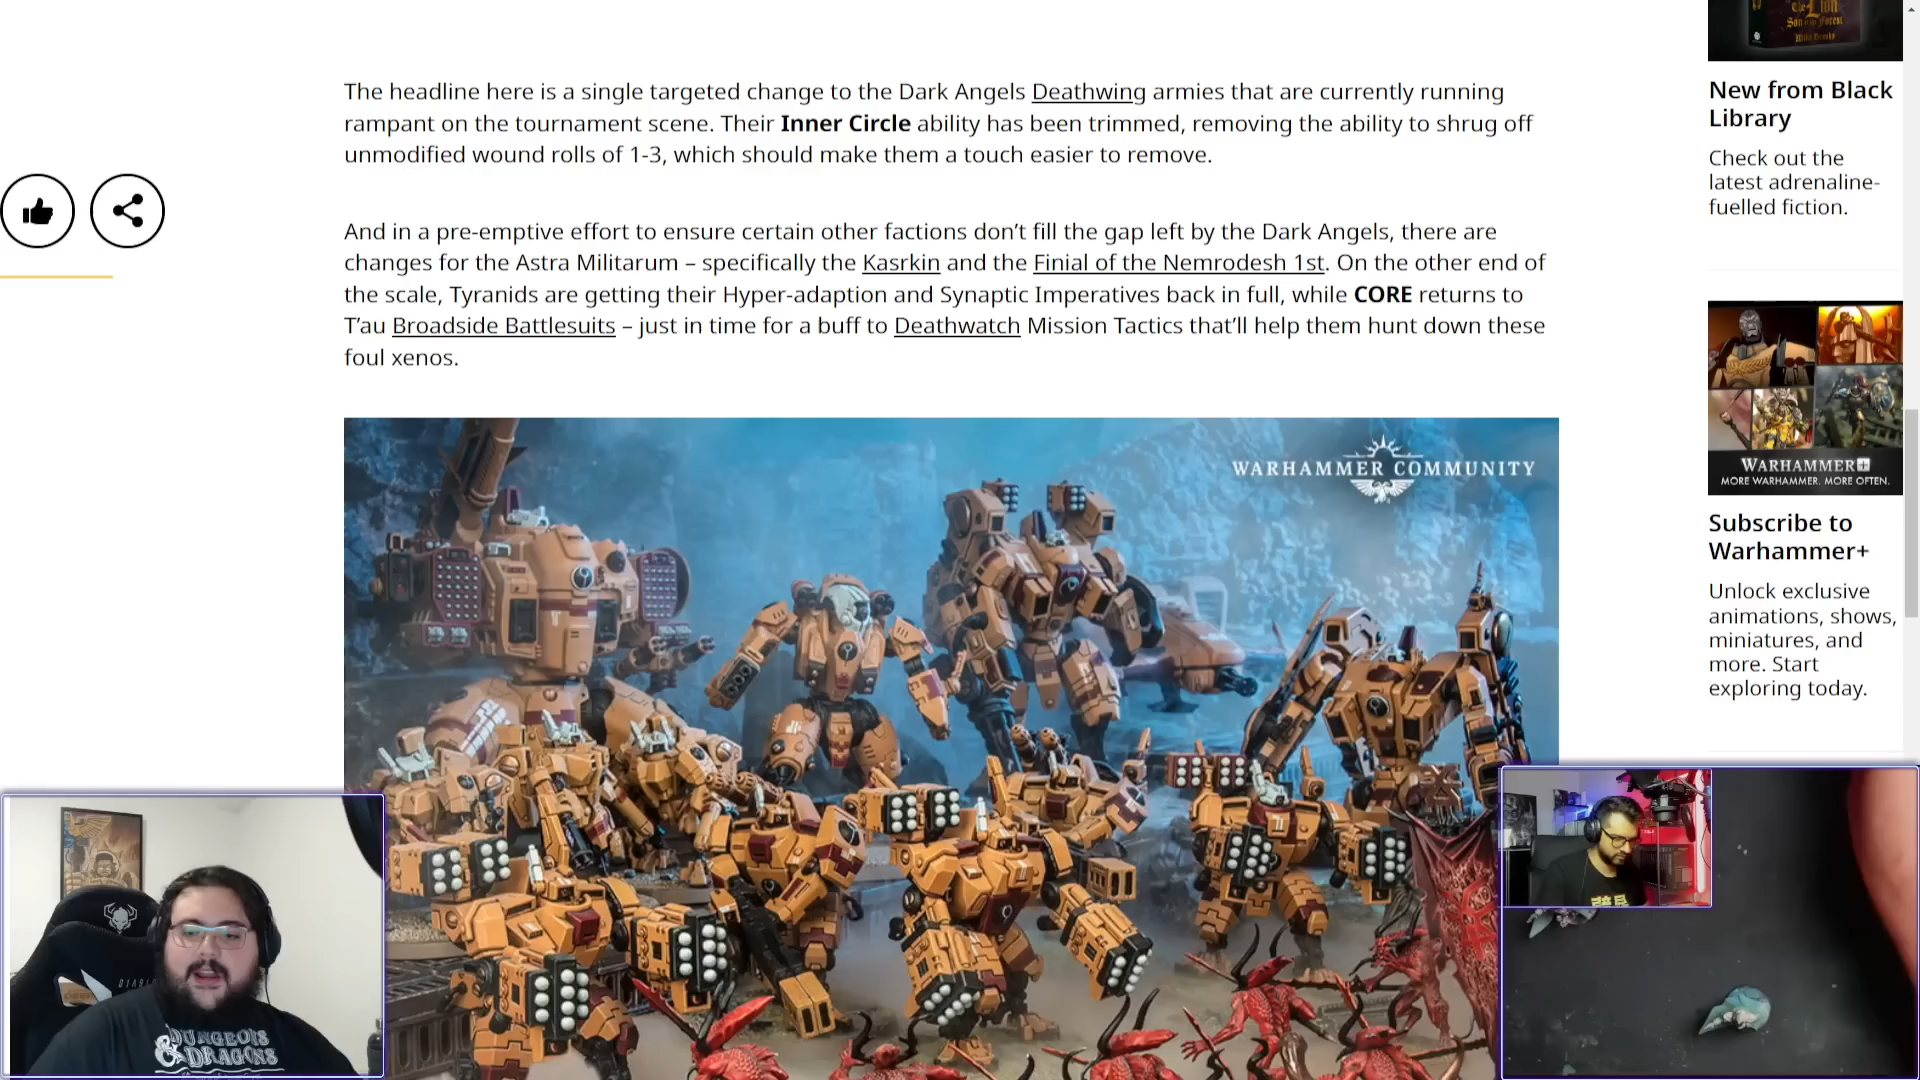 The headline here is a single targeted change to the Dark Angels Deathwing armies that are currently running
rampant on the tournament scene. Their Inner Circle ability has been trimmed, removing the ability to shrug off
unmodified wound rolls of 1-3, which should make them a touch easier to remove.
And in a pre-emptive effort to ensure certain other factions don’t fill the gap left by the Dark Angels, there are
changes for the Astra Militarum – specifically the Kasrkin and the Finial of the Nemrodesh 1st. On the other end of
the scale, Tyranids are getting their Hyper-adaption and Synaptic Imperatives back in full, while CORE returns to
T’au Broadside Battlesuits – just in time for a buff to Deathwatch Mission Tactics that’ll help them hunt down these
foul xenos.
WARHAMMER COMMUNITY
The Lion
Son of the Forest
Mike Brooks
New from Black
Library
Check out the
latest adrenaline-
fuelled fiction.
WARHAMMER+
MORE WARHAMMER. MORE OFTEN.
Subscribe to
Warhammer+
Unlock exclusive
animations, shows,
miniatures, and
more. Start
exploring today.
DUNGEONS
& DRAGONS